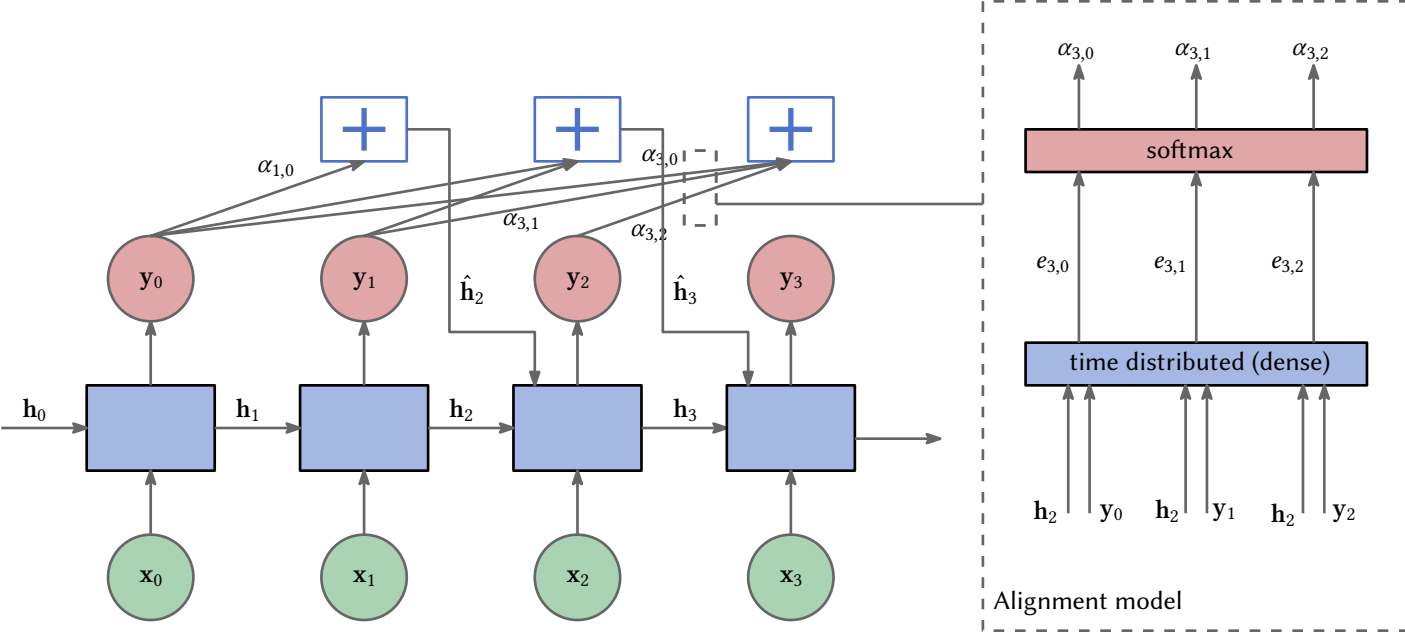 α3,0 α3,1 α3,2
softmax
α1,0
α3,0
α3,1
α3,2
e3,0 e3,1 e3,2
y0 y1 y2 y3
ĥ2 ĥ3
time distributed (dense)
h0 h1 h2 h3
h2 y0 h2 y1 h2 y2
x0 x1 x2 x3
Alignment model